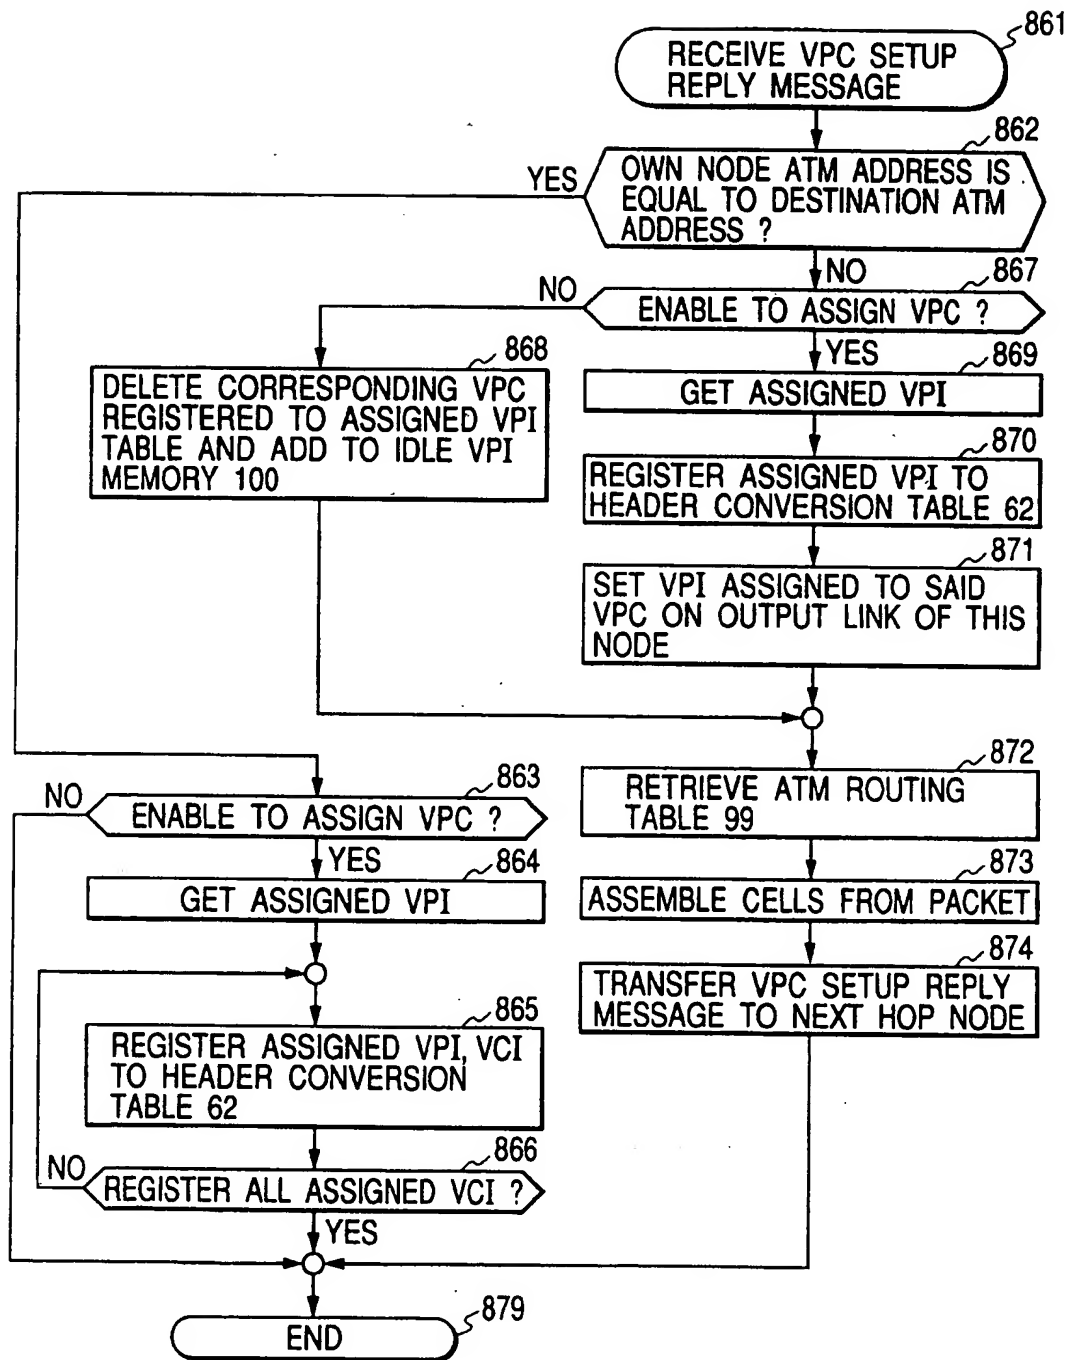 861
RECEIVE VPC SETUP
REPLY MESSAGE
862
OWN NODE ATM ADDRESS IS
EQUAL TO DESTINATION ATM
ADDRESS ?
YES
NO
867
ENABLE TO ASSIGN VPC ?
NO
YES
868
DELETE CORRESPONDING VPC
REGISTERED TO ASSIGNED VPI
TABLE AND ADD TO IDLE VPI
MEMORY 100
869
GET ASSIGNED VPI
870
REGISTER ASSIGNED VPI TO
HEADER CONVERSION TABLE 62
871
SET VPI ASSIGNED TO SAID
VPC ON OUTPUT LINK OF THIS
NODE
872
RETRIEVE ATM ROUTING
TABLE 99
873
ASSEMBLE CELLS FROM PACKET
874
TRANSFER VPC SETUP REPLY
MESSAGE TO NEXT HOP NODE
863
NO
ENABLE TO ASSIGN VPC ?
YES
864
GET ASSIGNED VPI
865
REGISTER ASSIGNED VPI, VCI
TO HEADER CONVERSION
TABLE 62
866
NO
REGISTER ALL ASSIGNED VCI ?
YES
879
END